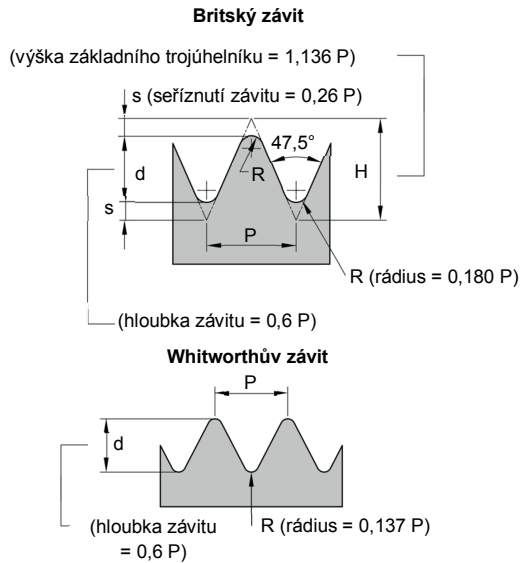 Britský závit
(výška základního trojúhelníku = 1,136 P)
s (seříznutí závitu = 0,26 P)
47,5°
d
H
R
s
P
R (rádius = 0,180 P)
(hloubka závitu = 0,6 P)
Whitworthův závit
P
d
(hloubka závitu
= 0,6 P)
R (rádius = 0,137 P)